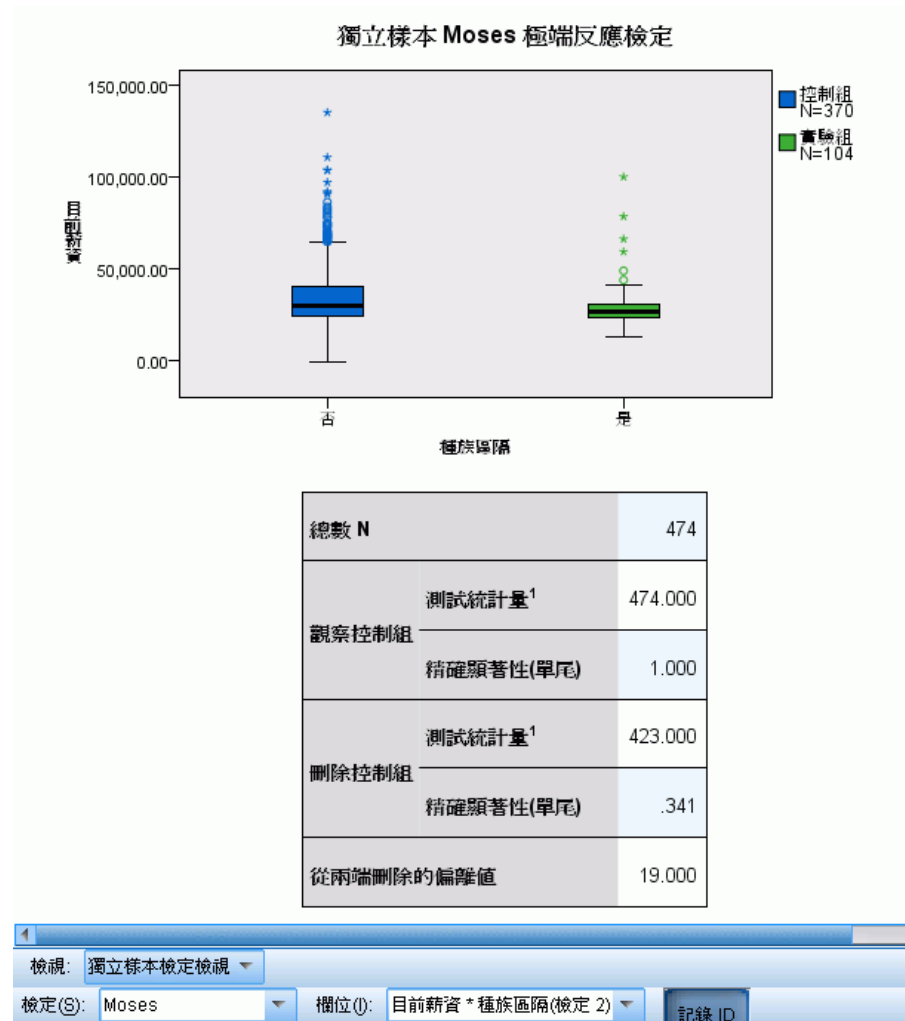 獨立樣本 Moses 極端反應檢定
150,000.00
100,000.00
50,000.00
0.00
目前薪資
否
是
種族區隔
控制組
N=370
實驗組
N=104
總數 N 474
觀察控制組
測試統計量1 474.000
精確顯著性(單尾) 1.000
刪除控制組
測試統計量1 423.000
精確顯著性(單尾) .341
從兩端刪除的偏離值 19.000
檢視: 獨立樣本檢定檢視
檢定(S): Moses 欄位(I): 目前薪資 * 種族區隔(檢定 2) 記錄 ID